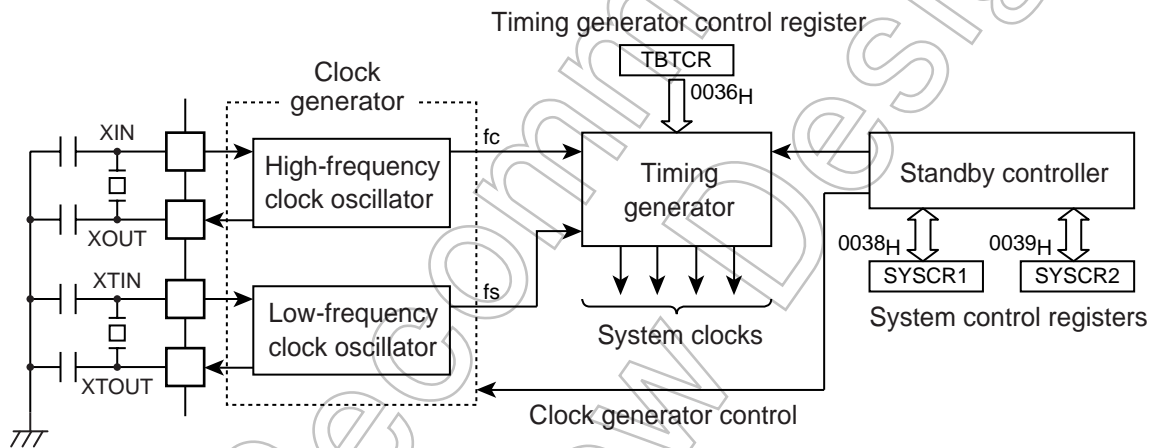 Timing generator control register
TBTCR
0036H
Clock
generator
XIN
XOUT
XTIN
XTOUT
High-frequency
clock oscillator
fc
Low-frequency
clock oscillator
fs
Timing
generator
Standby controller
0038H
0039H
SYSCR1
SYSCR2
System control registers
System clocks
Clock generator control